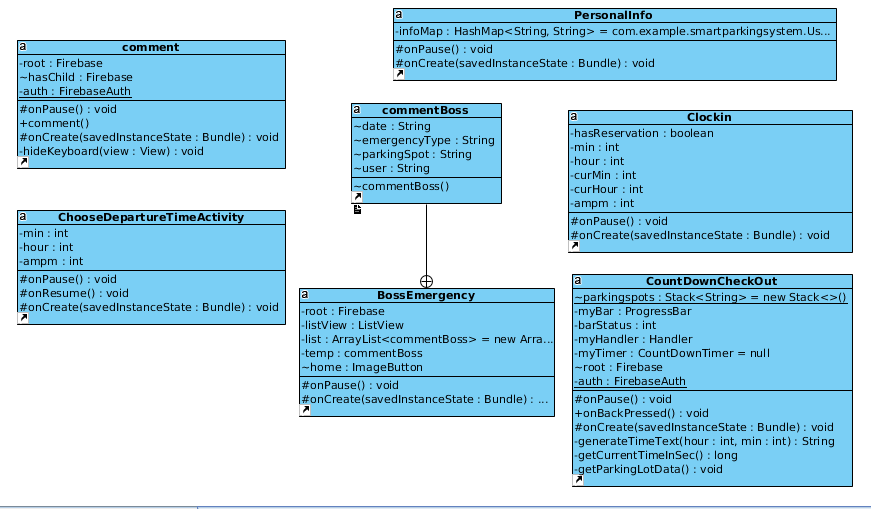 a
comment
-root : Firebase
~hasChild : Firebase
-auth : FirebaseAuth
#onPause() : void
+comment()
#onCreate(savedInstanceState : Bundle) : void
-hideKeyboard(view : View) : void
a
PersonalInfo
-infoMap : HashMap<String, String> = com.example.smartparkingsystem.Us...
#onPause() : void
#onCreate(savedInstanceState : Bundle) : void
a
commentBoss
~date : String
~emergencyType : String
~parkingSpot : String
~user : String
~commentBoss()
a
Clockin
-hasReservation : boolean
-min : int
-hour : int
-curMin : int
-curHour : int
-ampm : int
#onPause() : void
#onCreate(savedInstanceState : Bundle) : void
a
ChooseDepartureTimeActivity
-min : int
-hour : int
-ampm : int
#onPause() : void
#onResume() : void
#onCreate(savedInstanceState : Bundle) : void
a
BossEmergency
-root : Firebase
-listView : ListView
-list : ArrayList<commentBoss> = new Arra...
-temp : commentBoss
~home : ImageButton
#onPause() : void
#onCreate(savedInstanceState : Bundle) : ...
a
CountDownCheckOut
~parkingspots : Stack<String> = new Stack<>()
-myBar : ProgressBar
-barStatus : int
-myHandler : Handler
-myTimer : CountDownTimer = null
~root : Firebase
-auth : FirebaseAuth
#onPause() : void
+onBackPressed() : void
#onCreate(savedInstanceState : Bundle) : void
-generateTimeText(hour : int, min : int) : String
-getCurrentTimeInSec() : long
-getParkingLotData() : void